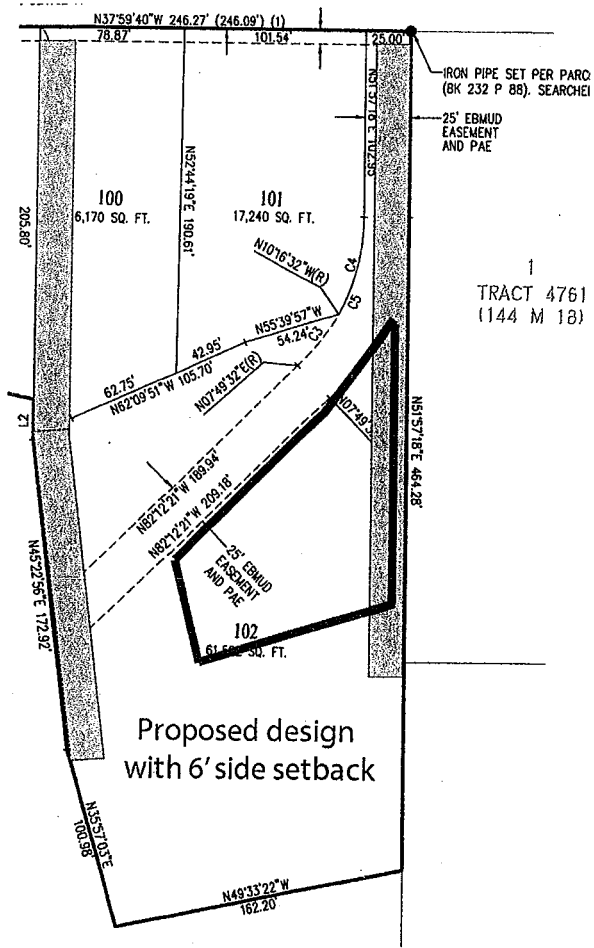 N37°59'40"W 246.27' (246.09') (1)
78.87'
101.54'
25.00'
IRON PIPE SET PER
(BK 232 P 88).
25' EBMUD
EASEMENT
AND PAE
N51°57'18"E 102.95'
N52°44'19"E 190.61'
205.80'
100
6,170 SQ. FT.
101
17,240 SQ. FT.
N10°16'32"W(R)
C4
C5
1
TRACT 4761
(144 M 18)
N55°39'57"W
54.24'
C3
42.95'
62.75'
N62°09'51"W 105.70'
N07°49'32"E(R)
L2
N51°57'18"E 464.28'
N82°12'21"W 189.94'
N82°12'21"W 209.18'
25' EBMUD
EASEMENT
AND PAE
N45°22'56"E 172.92'
102
SQ. FT.
Proposed design
with 6' side setback
N35°57'03"E
100.98'
N49°33'22"W
162.20'